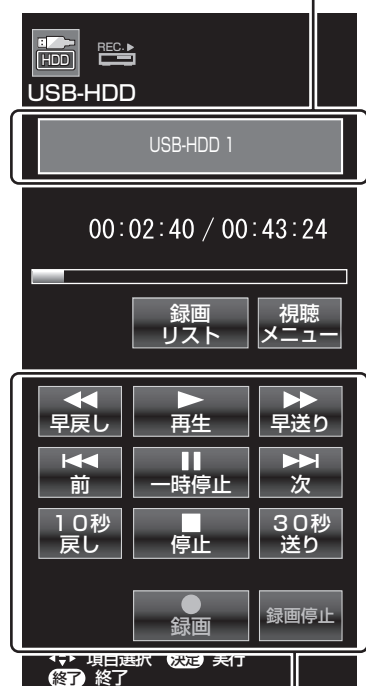 HDD
REC.
USB-HDD
USB-HDD 1
00:02:40 / 00:43:24
録画
リスト
視聴
メニュー
早戻し
再生
早送り
前
一時停止
次
10秒
戻し
停止
30秒
送り
録画
録画停止
項目選択 決定 実行
終了 終了